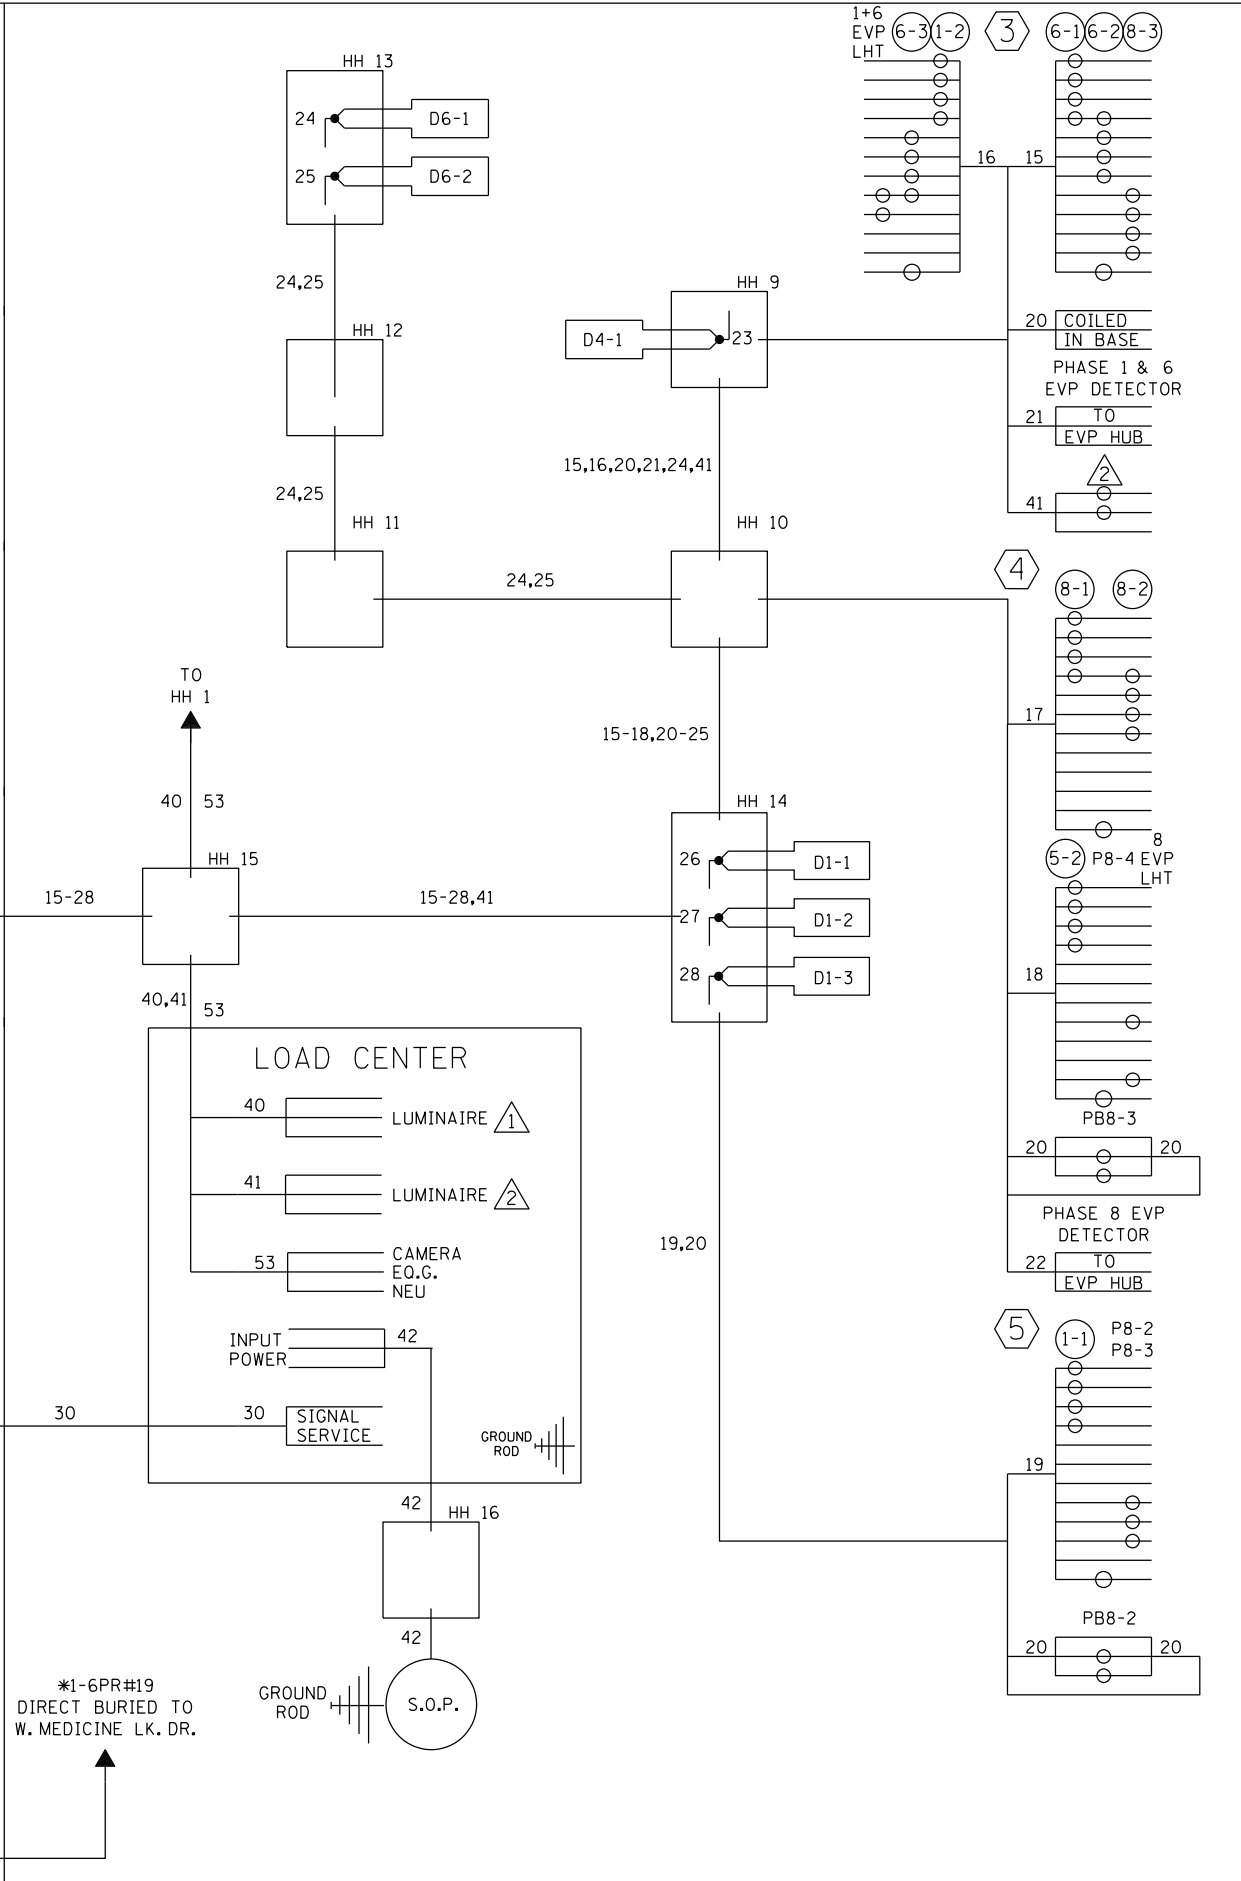 1+6
EVP
LHT
6-3
1-2
3
6-1
6-2
8-3
HH 13
24
D6-1
25
D6-2
16
15
24,25
HH 9
HH 12
D4-1
23
20
COILED
IN BASE
PHASE 1 & 6
EVP DETECTOR
21
TO
EVP HUB
2
41
24,25
15,16,20,21,24,41
HH 11
HH 10
24,25
4
8-1
8-2
17
TO
HH 1
15-18,20-25
40
53
HH 14
HH 15
26
D1-1
27
D1-2
28
D1-3
15-28
15-28,41
5-2
P8-4
8
EVP
LHT
18
40,41
53
LOAD CENTER
40
LUMINAIRE
1
41
LUMINAIRE
2
53
CAMERA
EQ.G.
NEU
PB8-3
20
20
PHASE 8 EVP
DETECTOR
22
TO
EVP HUB
19,20
INPUT
POWER
42
5
1-1
P8-2
P8-3
30
30
SIGNAL
SERVICE
GROUND
ROD
19
42
HH 16
42
PB8-2
20
20
GROUND
ROD
S.O.P.
*1-6PR#19
DIRECT BURIED TO
W. MEDICINE LK. DR.